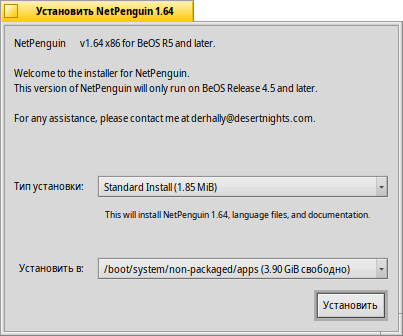 Установить NetPenguin 1.64
NetPenguin v1.64 x86 for BeOS R5 and later.
Welcome to the installer for NetPenguin.
This version of NetPenguin will only run on BeOS Release 4.5 and later.
For any assistance, please contact me at derhally@desertnights.com.
Тип установки: Standard Install (1.85 MiB)
This will install NetPenguin 1.64, language files, and documentation.
Установить в: /boot/system/non-packaged/apps (3.90 GiB свободно)
Установить